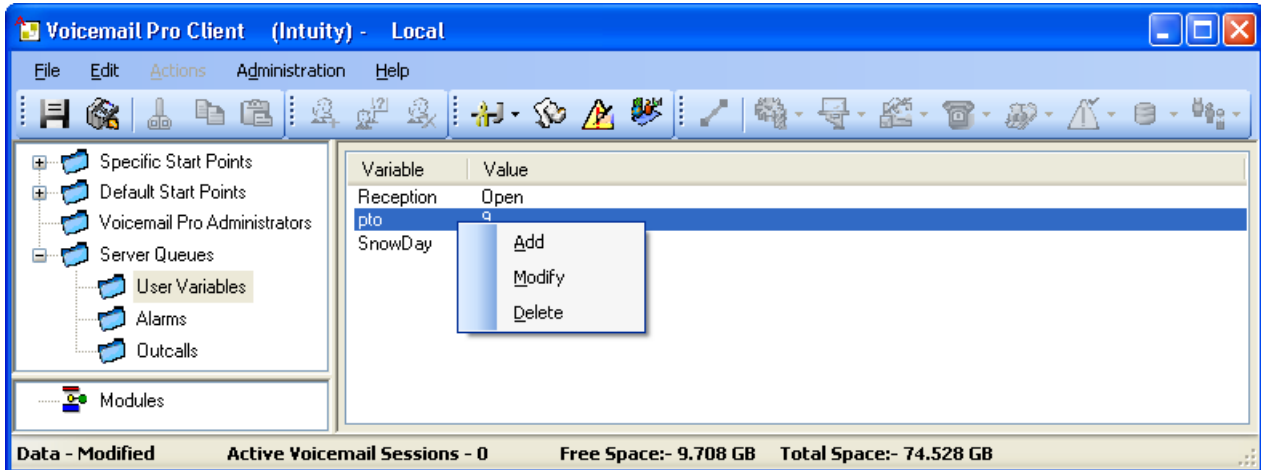 Voicemail Pro Client (Intuity) - Local
File Edit Actions Administration Help
Specific Start Points
Default Start Points
Voicemail Pro Administrators
Server Queues
User Variables
Alarms
Outcalls
Modules
Variable Value
Reception Open
pto 9
SnowDay
Add
Modify
Delete
Data - Modified Active Voicemail Sessions - 0 Free Space:- 9.708 GB Total Space:- 74.528 GB